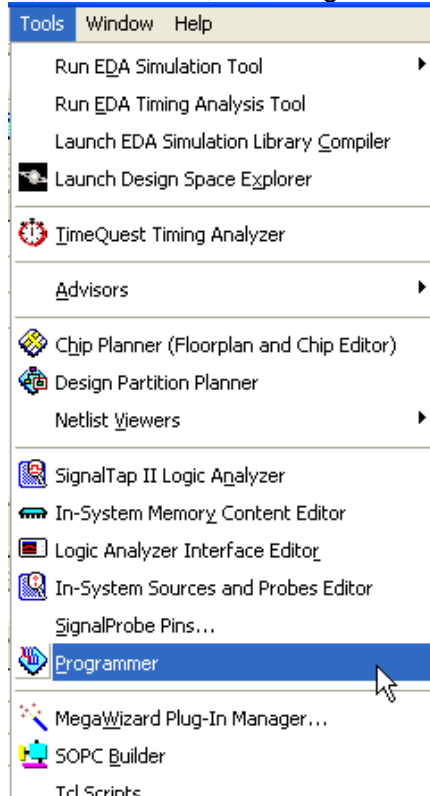 Tools Window Help
Run EDA Simulation Tool
Run EDA Timing Analysis Tool
Launch EDA Simulation Library Compiler
Launch Design Space Explorer
TimeQuest Timing Analyzer
Advisors
Chip Planner (Floorplan and Chip Editor)
Design Partition Planner
Netlist Viewers
SignalTap II Logic Analyzer
In-System Memory Content Editor
Logic Analyzer Interface Editor
In-System Sources and Probes Editor
SignalProbe Pins...
Programmer
MegaWizard Plug-In Manager...
SOPC Builder
Tcl Scripts